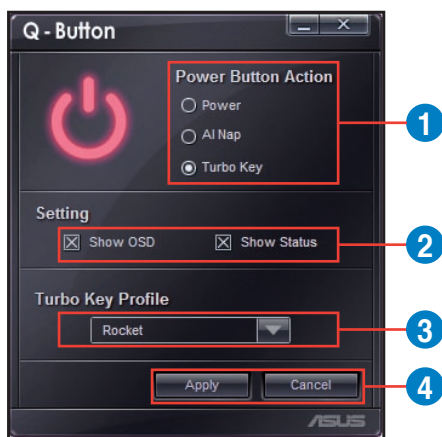 Q - Button
Power Button Action
Power
AI Nap
Turbo Key
1
Setting
Show OSD
Show Status
2
Turbo Key Profile
Rocket
3
Apply
Cancel
4
ASUS